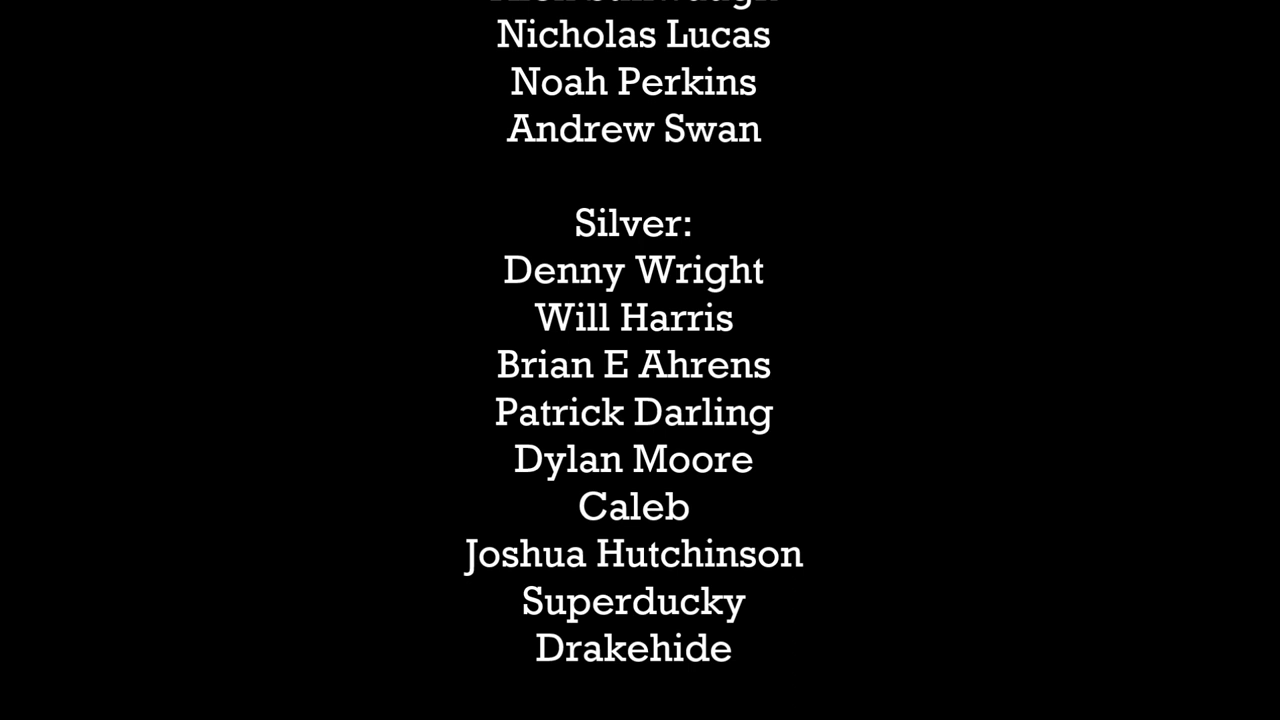 Nicholas Lucas
Noah Perkins
Andrew Swan
Silver:
Denny Wright
Will Harris
Brian E Ahrens
Patrick Darling
Dylan Moore
Caleb
Joshua Hutchinson
Superducky
Drakehide